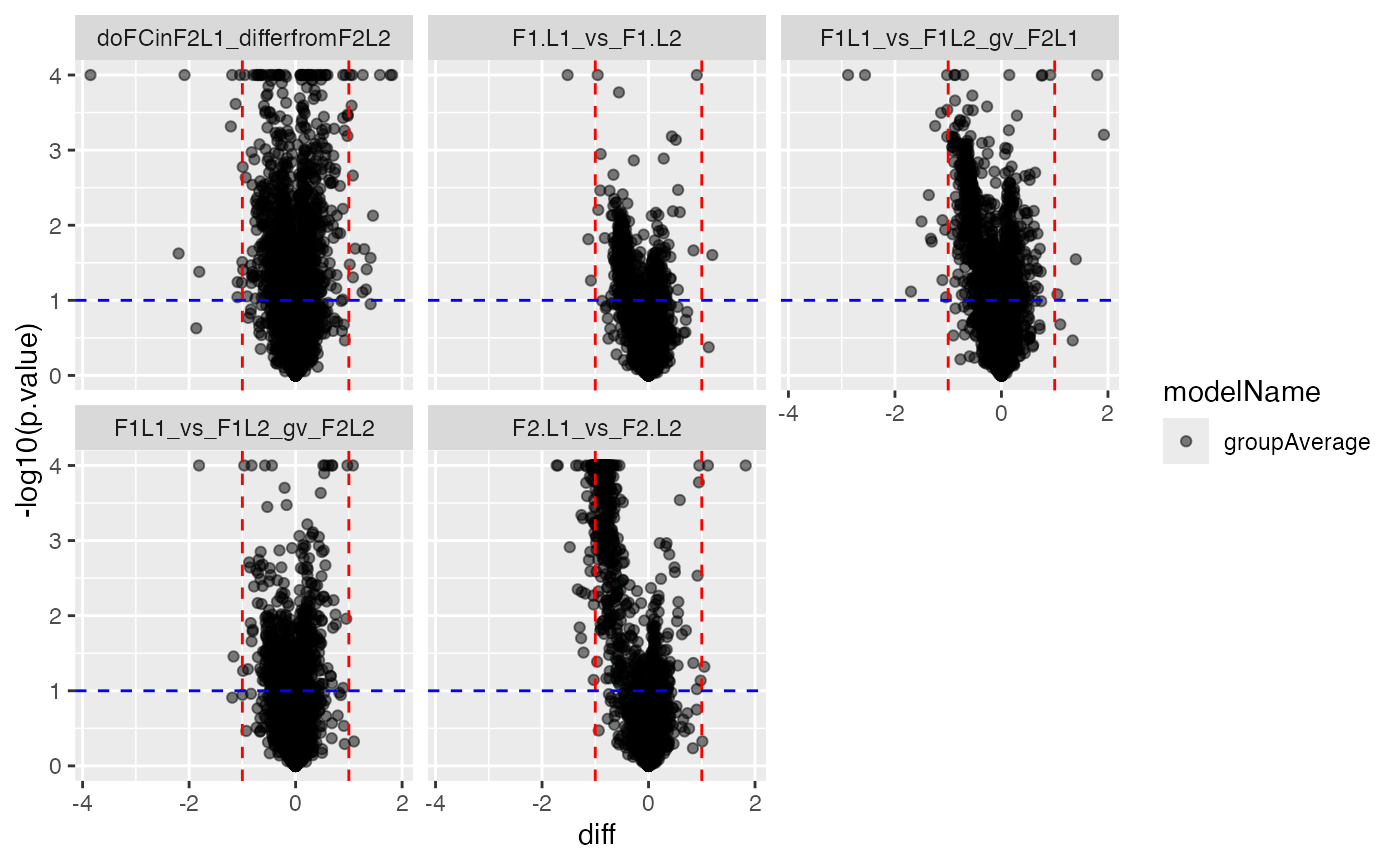 doFCinF2L1_differfromF2L2
F1.L1_vs_F1.L2
F1L1_vs_F1L2_gv_F2L1
4
3
2
1
0
-4
-2
0
2
F1L1_vs_F1L2_gv_F2L2
F2.L1_vs_F2.L2
4
3
2
1
0
-4
-2
0
2
-4
-2
0
2
diff
-log10(p.value)
modelName
groupAverage